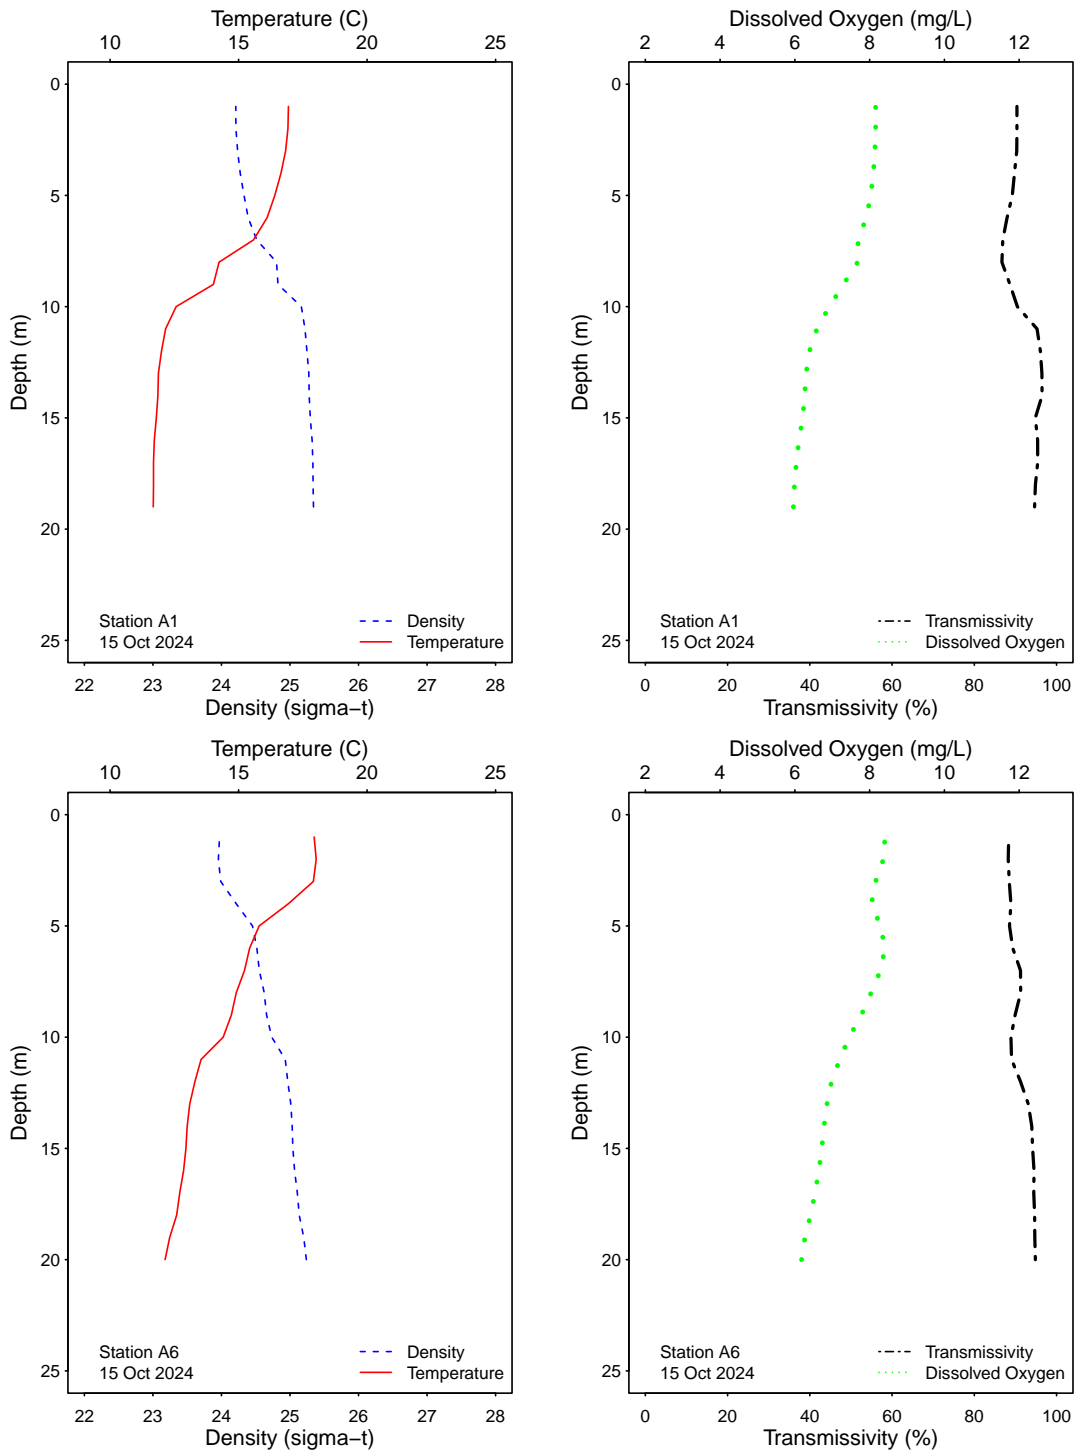 Temperature (C)
10 15 20 25
0
5
10
15
20
25
Depth (m)
Station A1
15 Oct 2024
Density
Temperature
22 23 24 25 26 27 28
Density (sigma−t)
Dissolved Oxygen (mg/L)
2 4 6 8 10 12
0
5
10
15
20
25
Depth (m)
Station A1
15 Oct 2024
Transmissivity
Dissolved Oxygen
0 20 40 60 80 100
Transmissivity (%)
Temperature (C)
10 15 20 25
0
5
10
15
20
25
Depth (m)
Station A6
15 Oct 2024
Density
Temperature
22 23 24 25 26 27 28
Density (sigma−t)
Dissolved Oxygen (mg/L)
2 4 6 8 10 12
0
5
10
15
20
25
Depth (m)
Station A6
15 Oct 2024
Transmissivity
Dissolved Oxygen
0 20 40 60 80 100
Transmissivity (%)